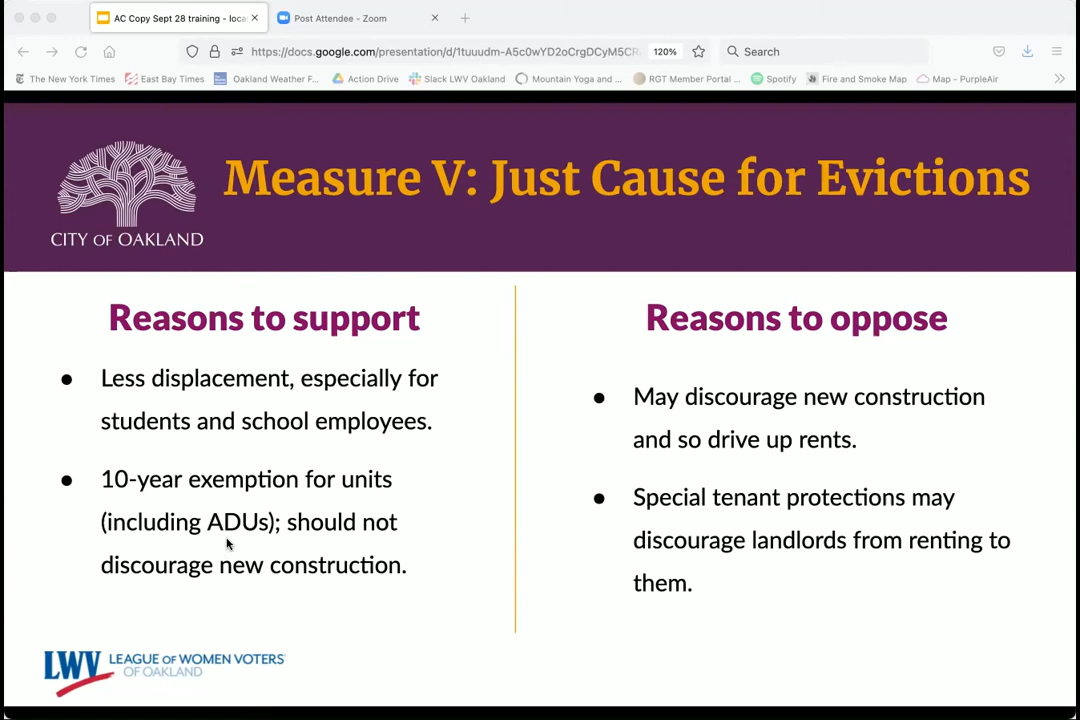 AC Copy Sept 28 training - loca
Post Attendee - Zoom
https://docs.google.com/presentation/d/1tuuudm-A5c0wYD2oCrgDCyM5CR
120%
Search
The New York Times
East Bay Times
Oakland Weather F...
Action Drive
Slack LWV Oakland
Mountain Yoga and ...
RGT Member Portal ...
Spotify
Fire and Smoke Map
Map - PurpleAir
CITY OF OAKLAND
Measure V: Just Cause for Evictions
Reasons to support
● Less displacement, especially for
students and school employees.
● 10-year exemption for units
(including ADUs); should not
discourage new construction.
Reasons to oppose
● May discourage new construction
and so drive up rents.
● Special tenant protections may
discourage landlords from renting to
them.
LWV
LEAGUE OF WOMEN VOTERS®
OF OAKLAND